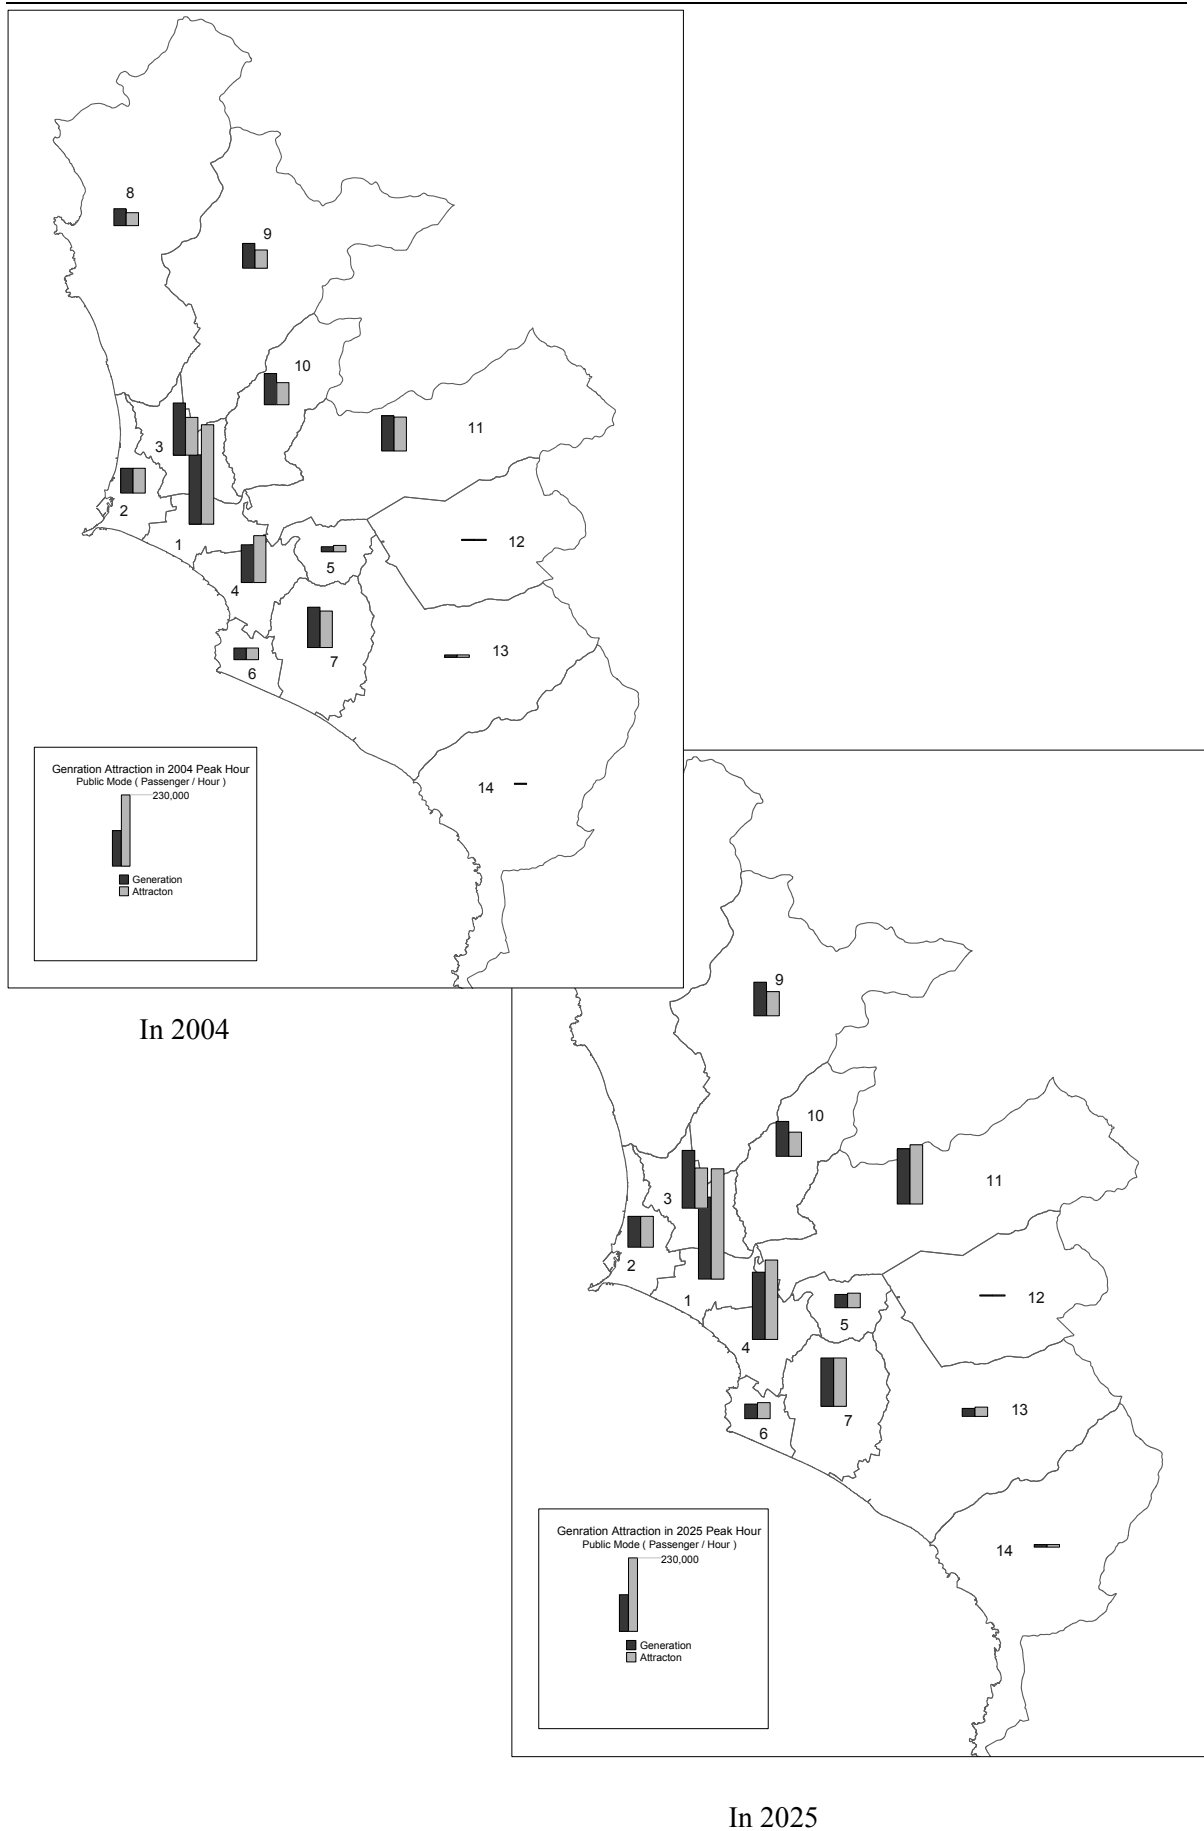 8
9
10
11
3
2
1
12
5
4
7
13
6
14
Genration Attraction in 2004 Peak Hour
Public Mode ( Passenger / Hour )
230,000
Generation
Attracton
In 2004
9
10
11
3
2
1
12
5
4
13
7
6
14
Genration Attraction in 2025 Peak Hour
Public Mode ( Passenger / Hour )
230,000
Generation
Attracton
In 2025